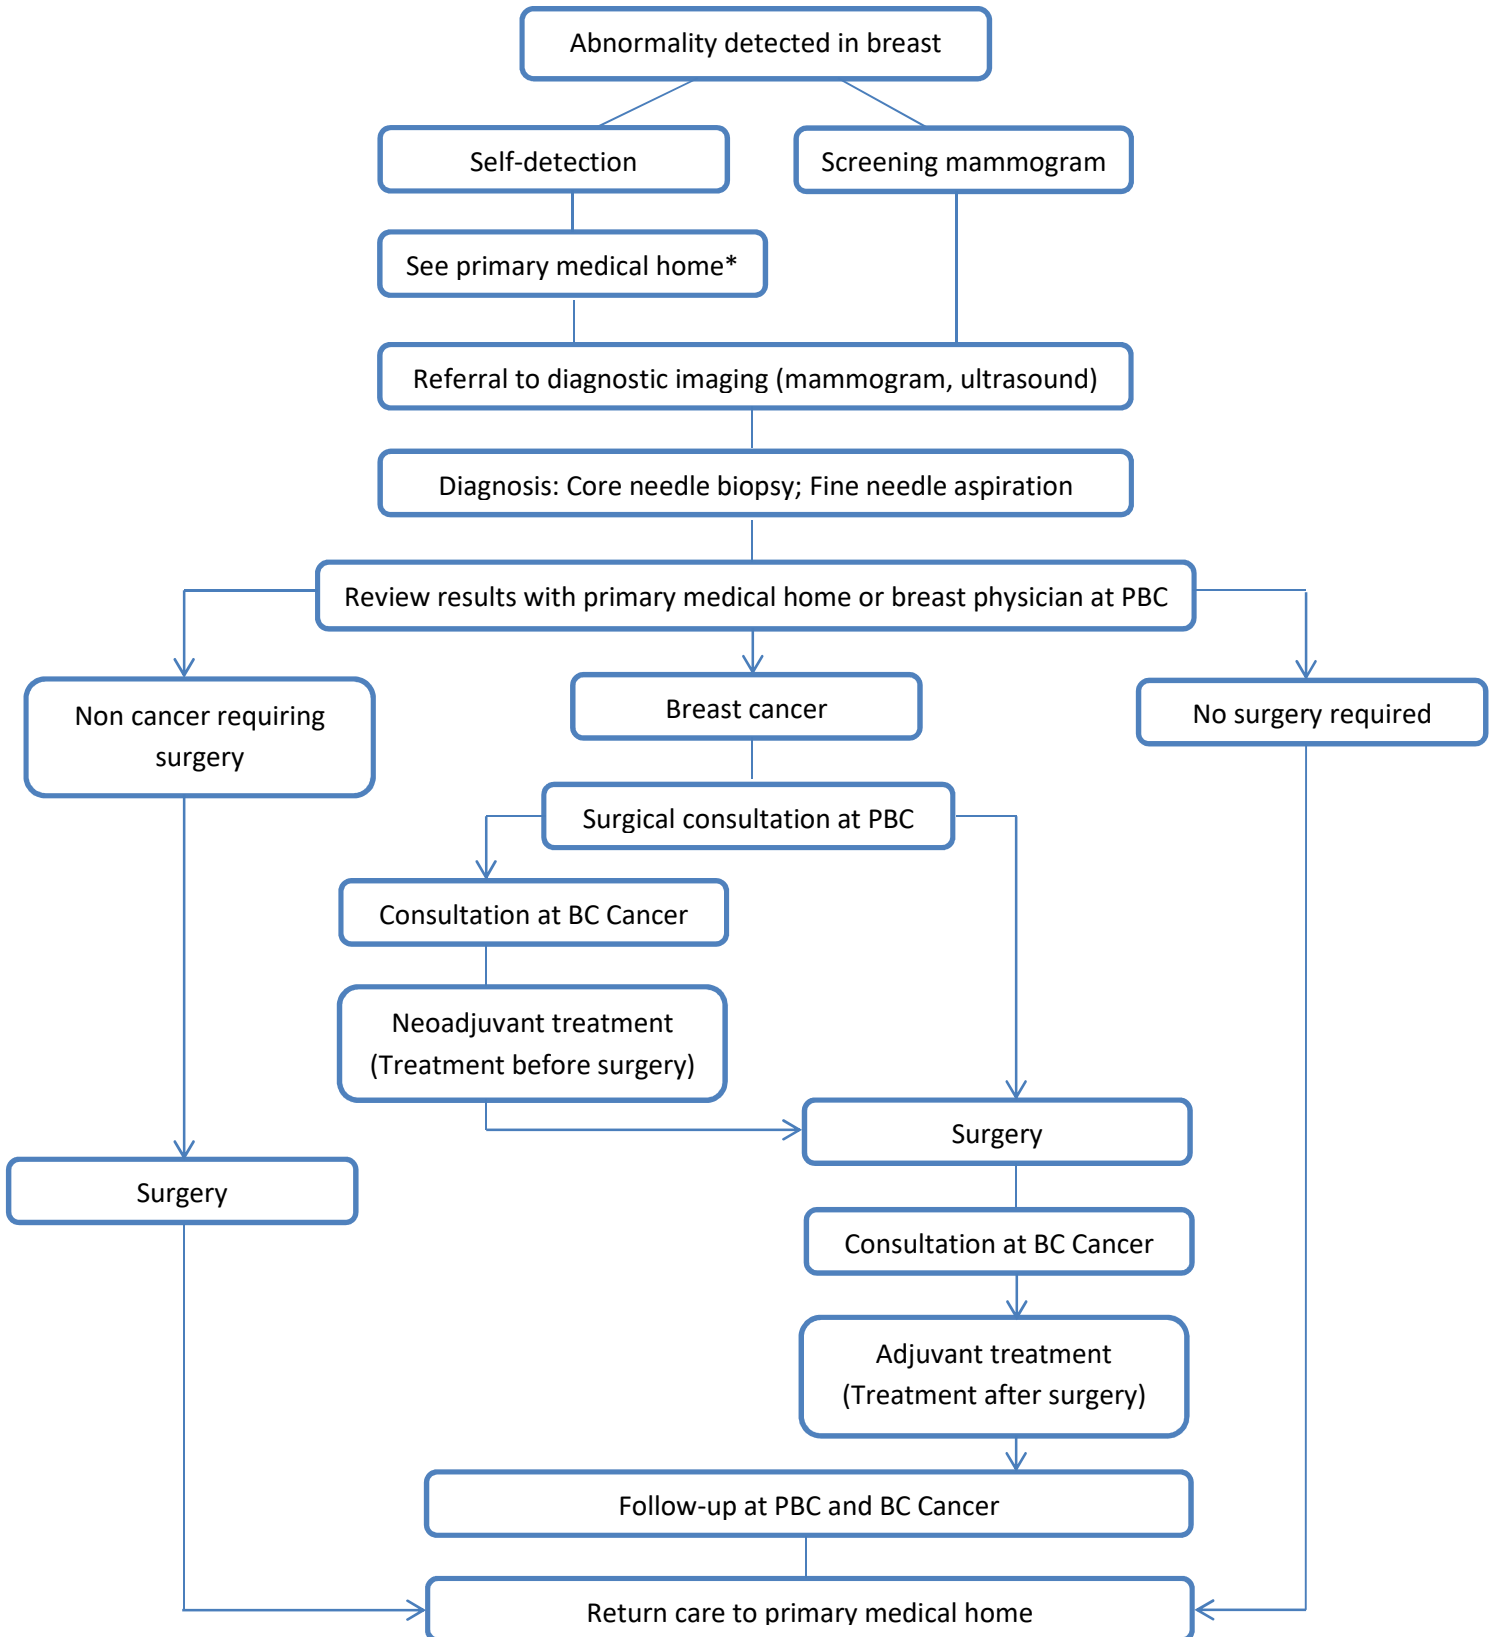 Abnormality detected in breast
Self-detection
Screening mammogram
See primary medical home*
Referral to diagnostic imaging (mammogram, ultrasound)
Diagnosis: Core needle biopsy; Fine needle aspiration
Review results with primary medical home or breast physician at PBC
Non cancer requiring
surgery
Breast cancer
No surgery required
Surgical consultation at PBC
Consultation at BC Cancer
Neoadjuvant treatment
(Treatment before surgery)
Surgery
Surgery
Consultation at BC Cancer
Adjuvant treatment
(Treatment after surgery)
Follow-up at PBC and BC Cancer
Return care to primary medical home